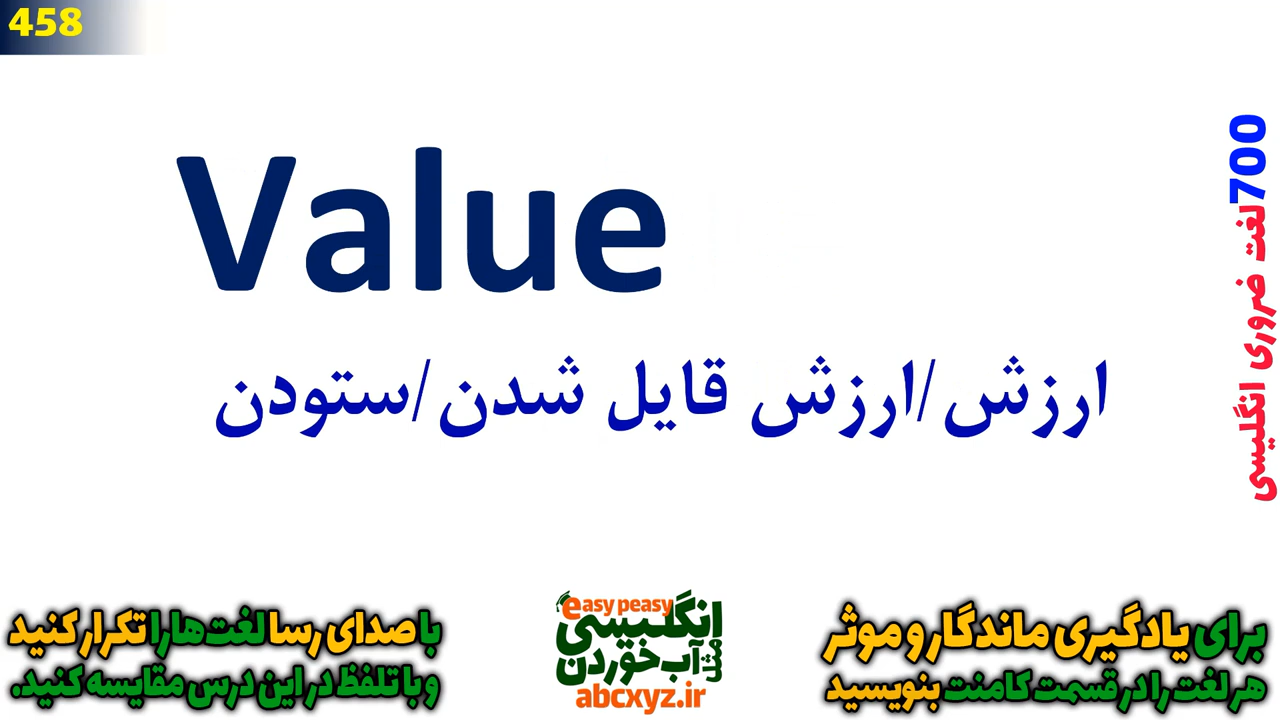 458
Value
ارزش/ارزش قایل شدن/ستودن
700 لغت ضروری انگلیسی
برای یادگیری ماندگار و موثر
هر لغت را در قسمت کامنت بنویسید
easy peasy
انگلیسی
مثل آب خوردن
abcxyz.ir
با صدای رسا لغت‌ها را تکرار کنید
و با تلفظ در این درس مقایسه کنید.